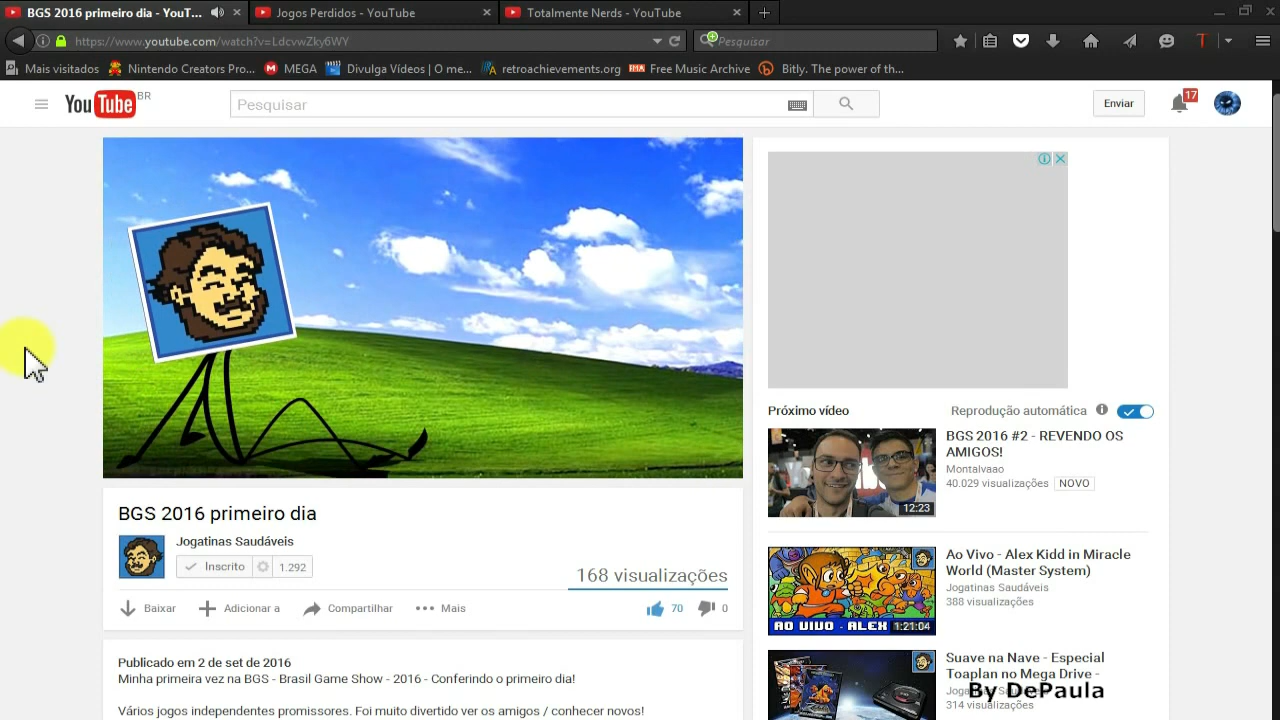 BGS 2016 primeiro dia - YouT...
Jogos Perdidos - YouTube
Totalmente Nerds - YouTube
https://www.youtube.com/watch?v=LdcvwZky6WY
Pesquisar
Mais visitados
Nintendo Creators Pro...
MEGA
Divulga Vídeos | O me...
retroachievements.org
Free Music Archive
Bitly. The power of th...
YouTube BR
Pesquisar
Enviar
17
Próximo vídeo
Reprodução automática
BGS 2016 #2 - REVENDO OS
AMIGOS!
Montalvaao
40.029 visualizações NOVO
12:23
BGS 2016 primeiro dia
Jogatinas Saudáveis
Inscrito 1.292
168 visualizações
Baixar
Adicionar a
Compartilhar
Mais
70
0
Ao Vivo - Alex Kidd in Miracle
World (Master System)
Jogatinas Saudáveis
388 visualizações
AO VIVO - ALEX
1:21:04
Publicado em 2 de set de 2016
Minha primeira vez na BGS - Brasil Game Show - 2016 - Conferindo o primeiro dia!
Vários jogos independentes promissores. Foi muito divertido ver os amigos / conhecer novos!
Suave na Nave - Especial
Toaplan no Mega Drive -
314 visualizações
By DePaula